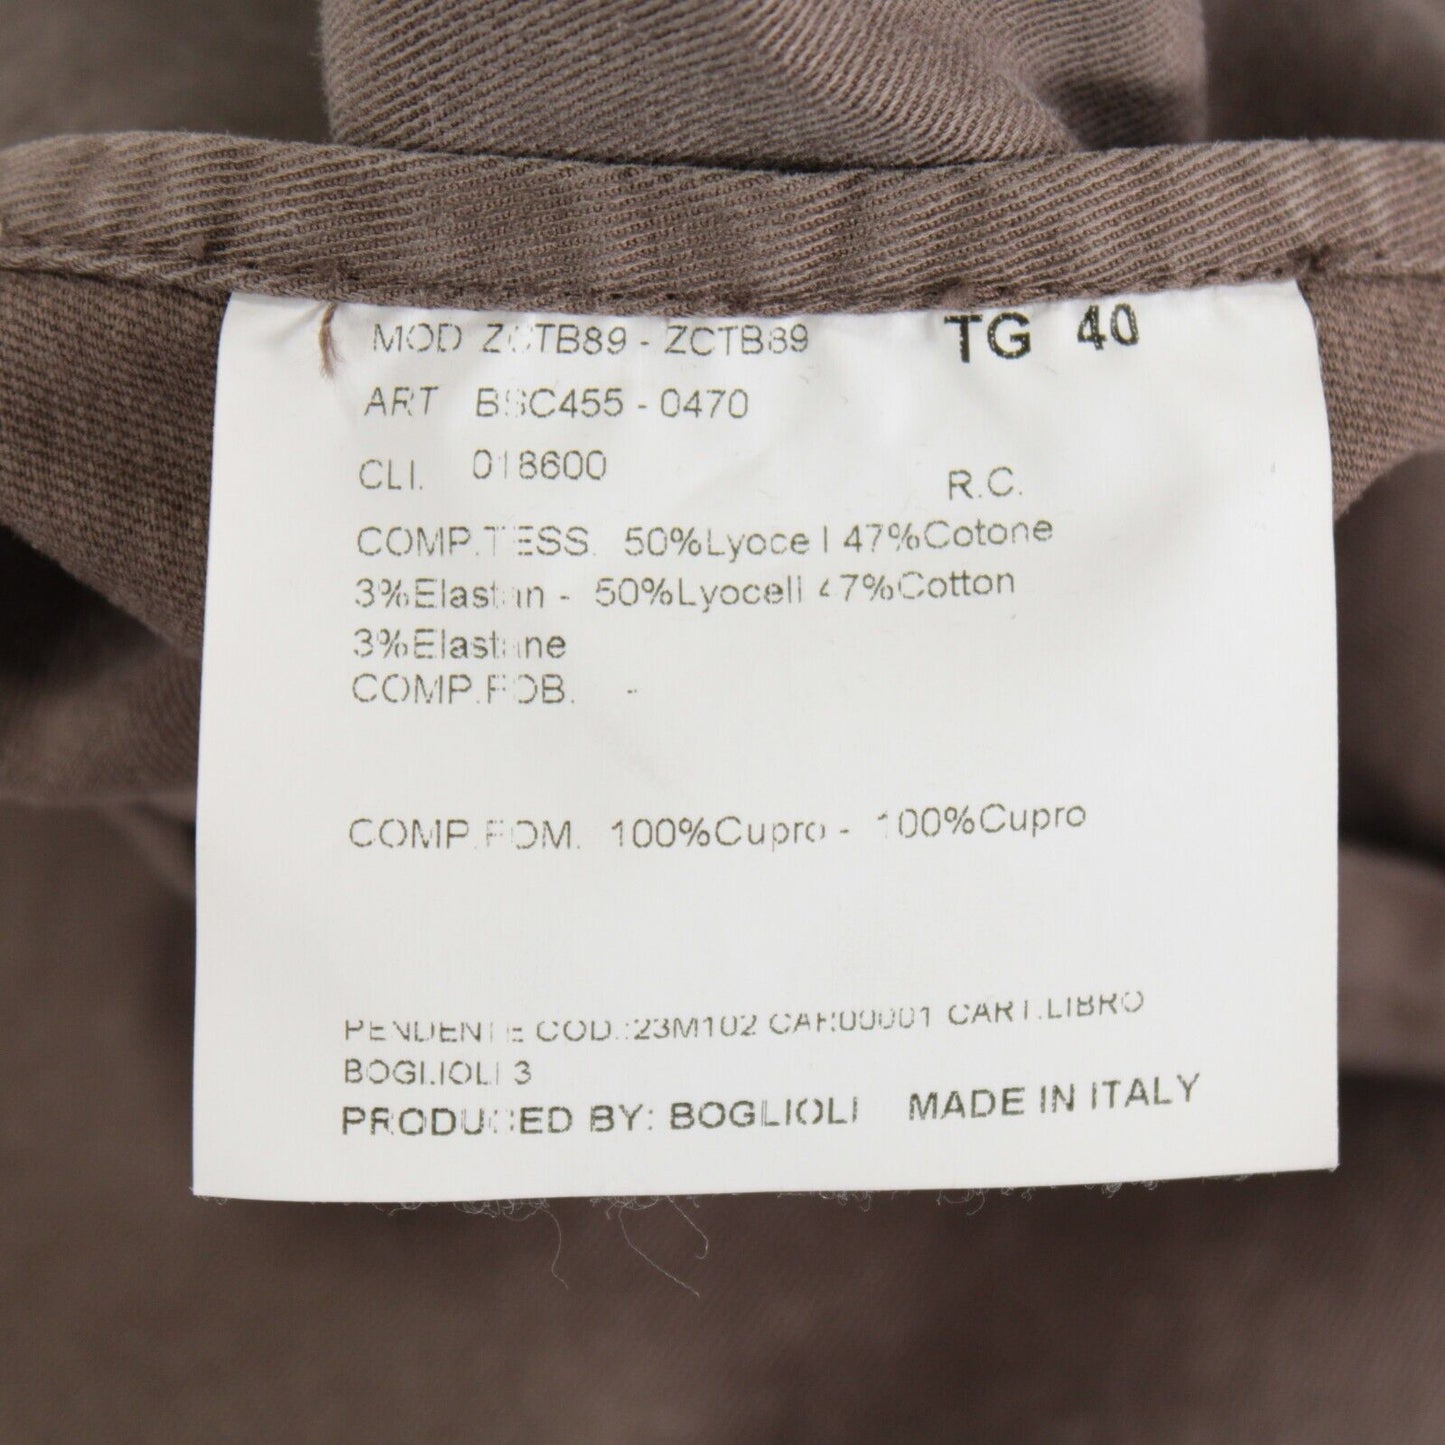 MOD ZCTB89 - ZCTB89 TG 40
ART BSC455 - 0470
CLI. 018600 R.C.
COMP.TESS. 50%Lyocell 47%Cotone
3%Elastan - 50%Lyocell 47%Cotton
3%Elastane
COMP.FOB. -
COMP.FOM. 100%Cupro - 100%Cupro
PENDENTE COD.:23M102 CAR00001 CART.LIBRO
BOGLIOLI 3
PRODUCED BY: BOGLIOLI MADE IN ITALY